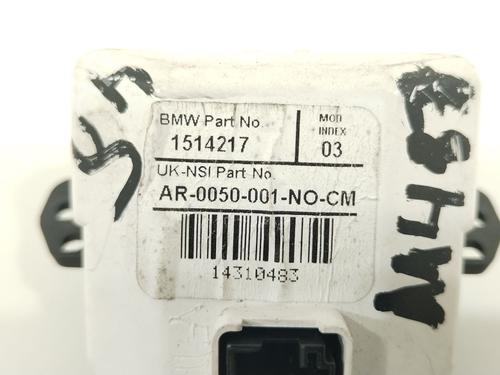 BMW Part No
1514217
MOD
INDEX
03
UK-NSI Part No.
AR-0050-001-NO-CM
14310483